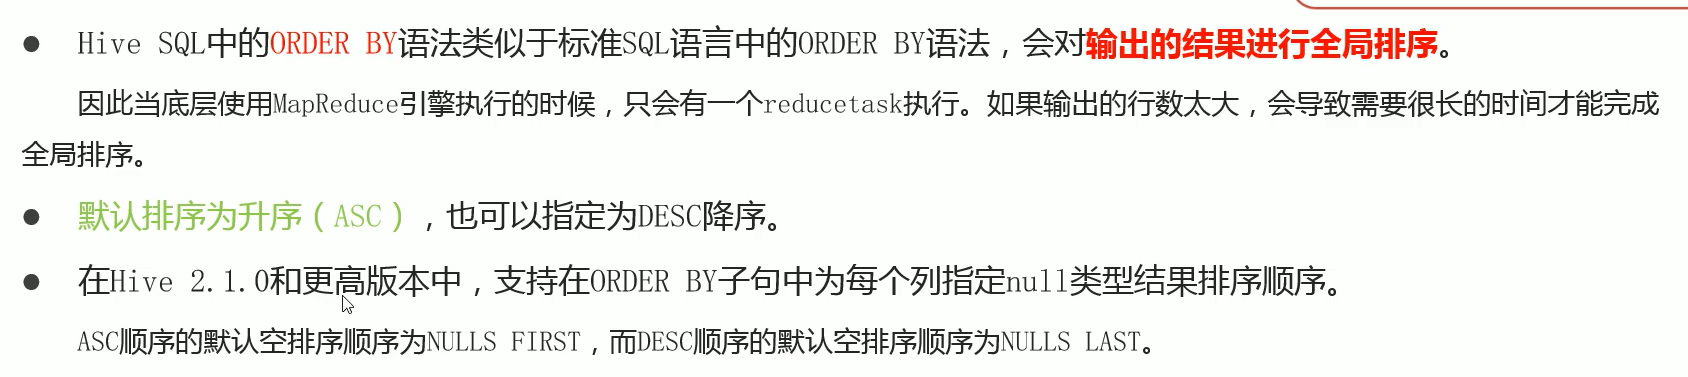 ● Hive SQL中的ORDER BY语法类似于标准SQL语言中的ORDER BY语法，会对输出的结果进行全局排序。
因此当底层使用MapReduce引擎执行的时候，只会有一个reducetask执行。如果输出的行数太大，会导致需要很长的时间才能完成
全局排序。
● 默认排序为升序（ASC），也可以指定为DESC降序。
● 在Hive 2.1.0和更高版本中，支持在ORDER BY子句中为每个列指定null类型结果排序顺序。
ASC顺序的默认空排序顺序为NULLS FIRST，而DESC顺序的默认空排序顺序为NULLS LAST。